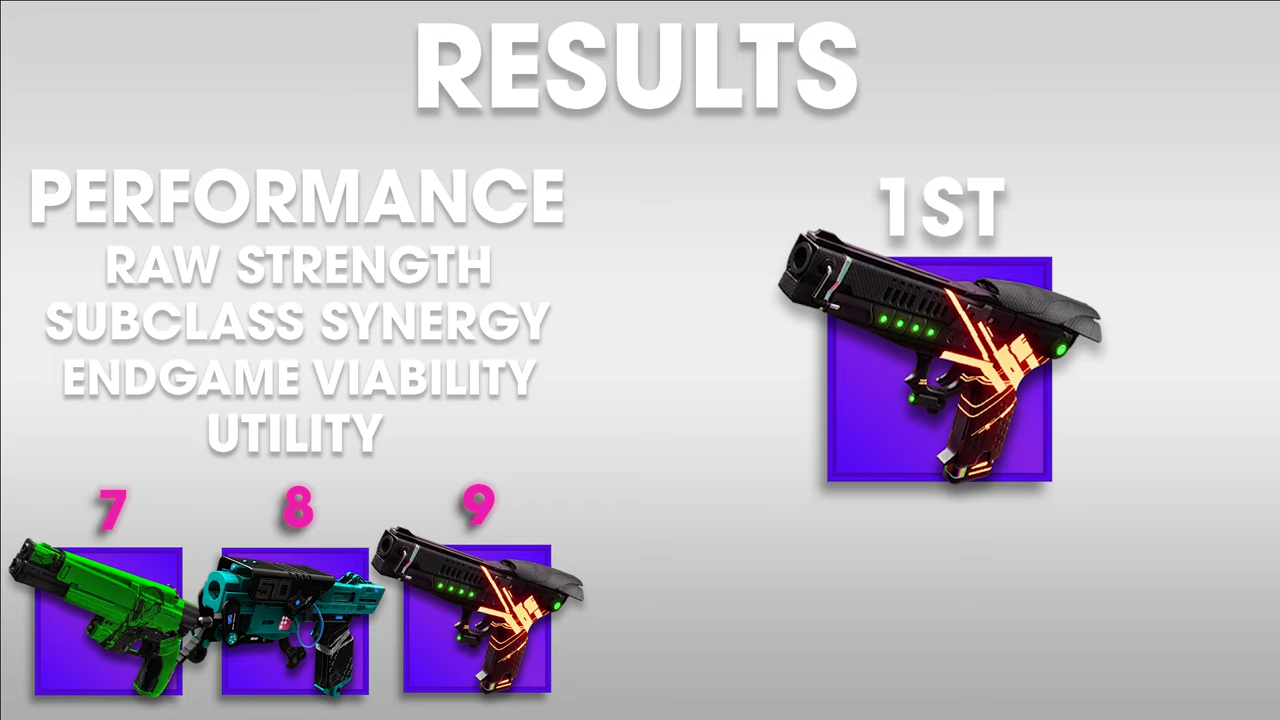 RESULTS
PERFORMANCE
RAW STRENGTH
SUBCLASS SYNERGY
ENDGAME VIABILITY
UTILITY
1ST
7 8 9